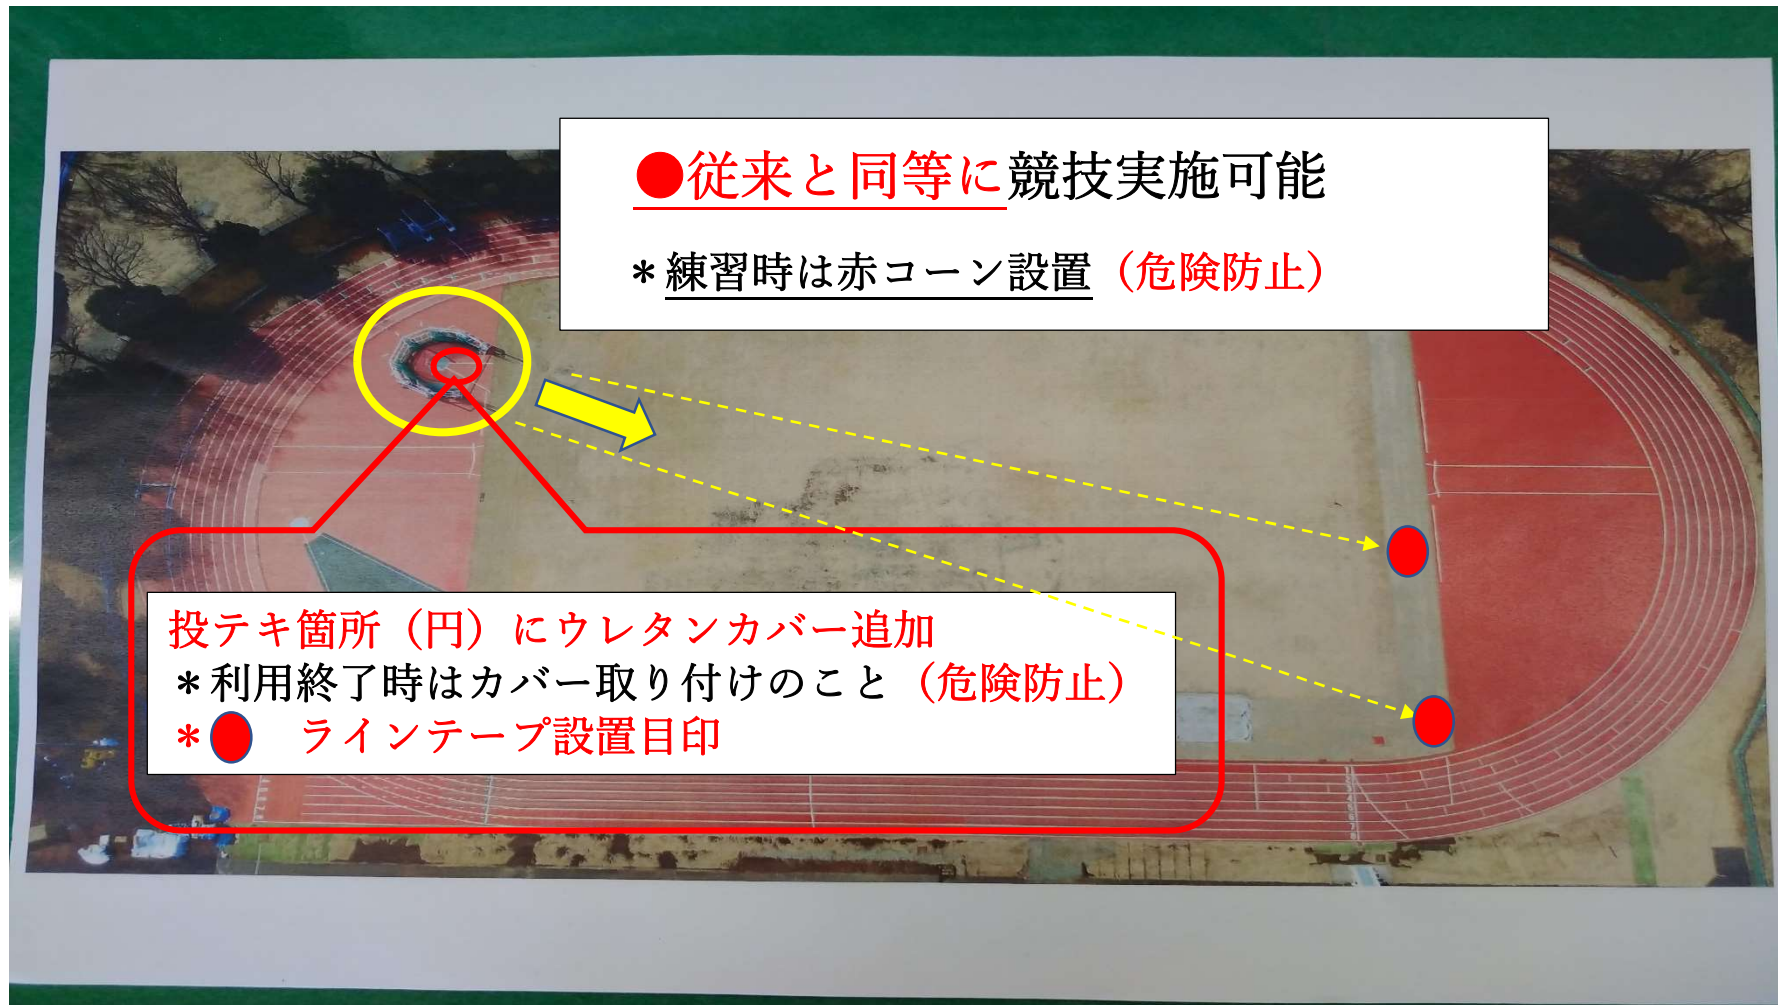 ●従来と同等に競技実施可能
＊練習時は赤コーン設置（危険防止）
投テキ箇所（円）にウレタンカバー追加
＊利用終了時はカバー取り付けのこと（危険防止）
＊● ラインテープ設置目印